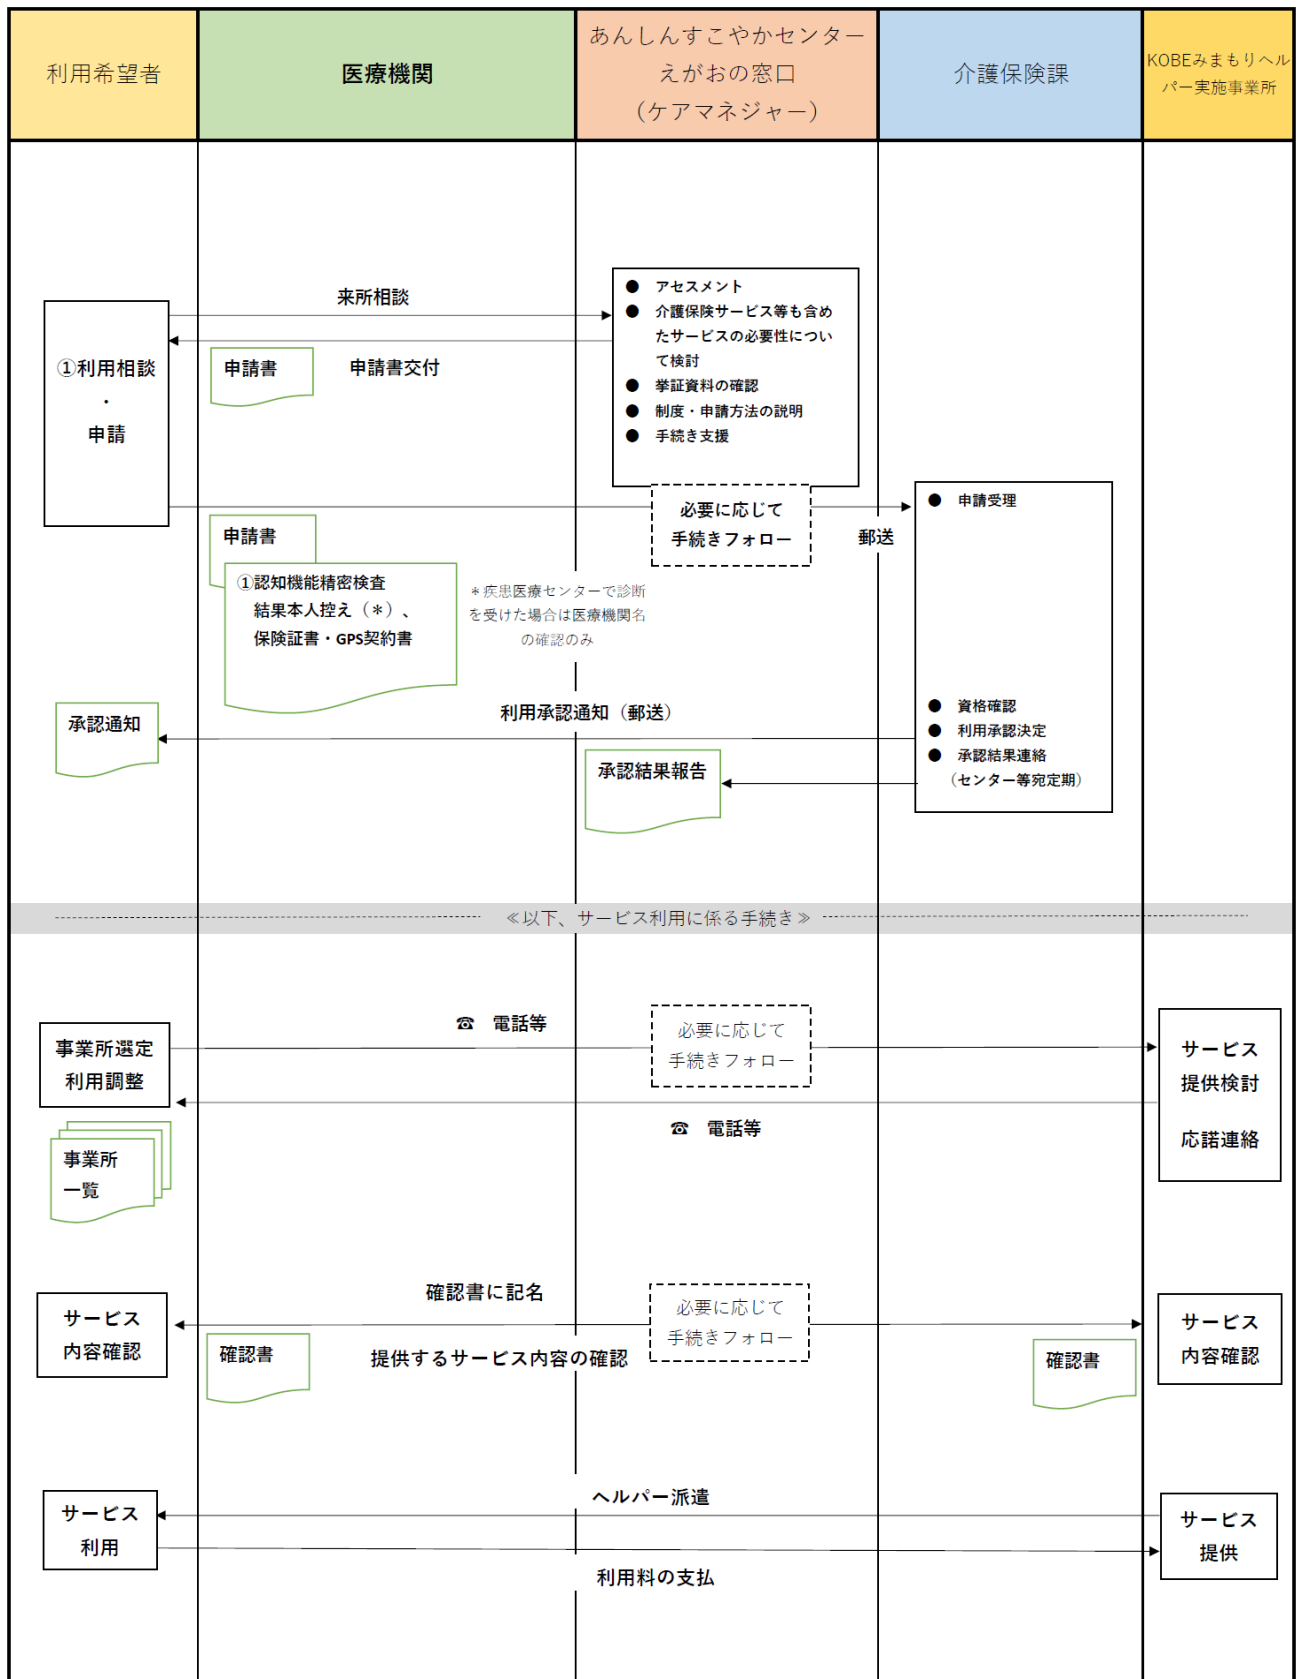 利用希望者
医療機関
あんしんすこやかセンター
えがおの窓口
（ケアマネジャー）
介護保険課
KOBEみまもりヘル
パー実施事業所
①利用相談
・
申請
来所相談
申請書
申請書交付
● アセスメント
● 介護保険サービス等も含め
たサービスの必要性につい
て検討
● 挙証資料の確認
● 制度・申請方法の説明
● 手続き支援
必要に応じて
手続きフォロー
郵送
● 申請受理
申請書
①認知機能精密検査
結果本人控え（＊）、
保険証書・GPS契約書
＊疾患医療センターで診断
を受けた場合は医療機関名
の確認のみ
● 資格確認
● 利用承認決定
● 承認結果連絡
（センター等宛定期）
承認通知
利用承認通知（郵送）
承認結果報告
≪以下、サービス利用に係る手続き≫
事業所選定
利用調整
☎ 電話等
必要に応じて
手続きフォロー
サービス
提供検討
応諾連絡
☎ 電話等
事業所
一覧
サービス
内容確認
確認書に記名
確認書
提供するサービス内容の確認
必要に応じて
手続きフォロー
確認書
サービス
内容確認
サービス
利用
ヘルパー派遣
利用料の支払
サービス
提供